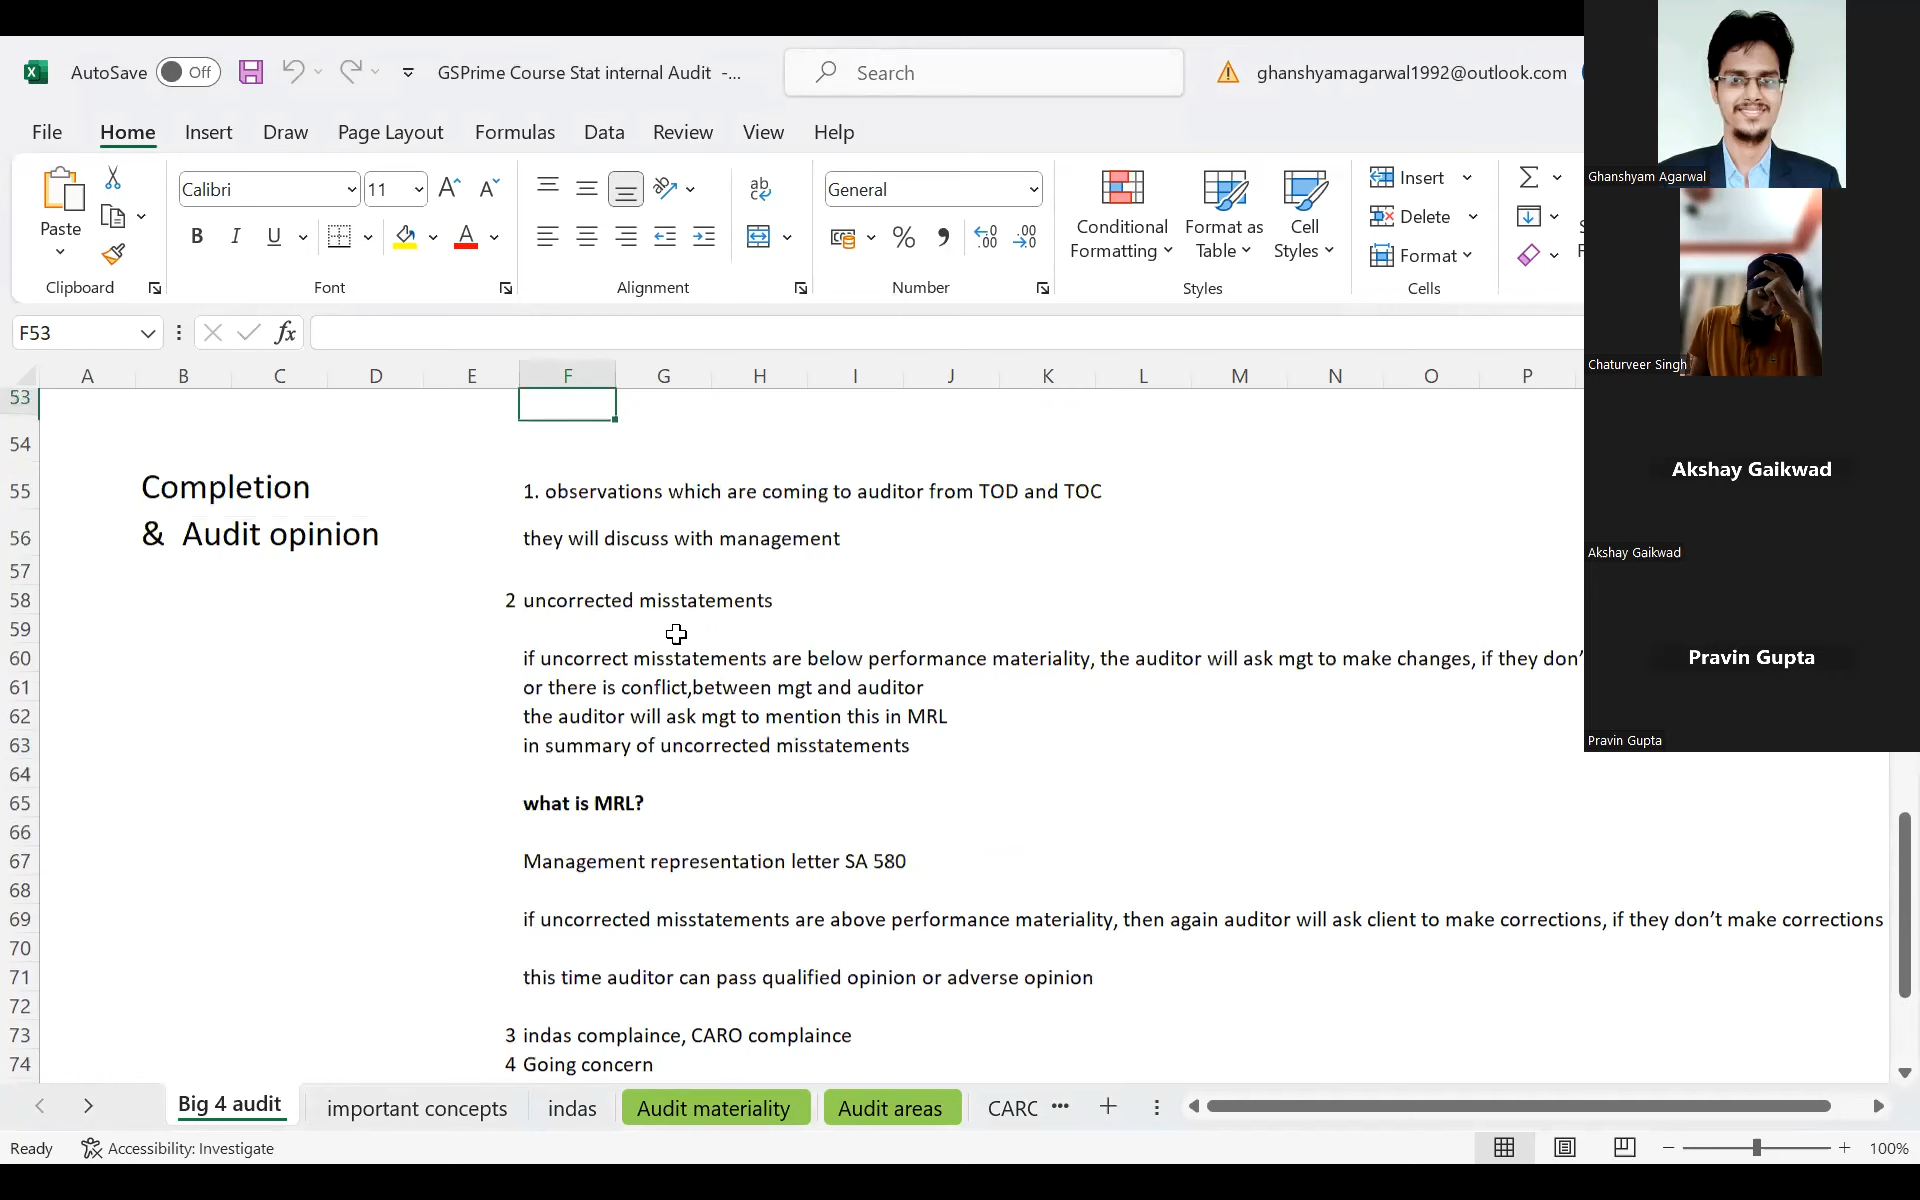 AutoSave Off GSPrime Course Stat internal Audit -... Search ghanshyamagarwal1992@outlook.com
File Home Insert Draw Page Layout Formulas Data Review View Help
Paste
Clipboard
Calibri 11
B I U
Font
Alignment
General
Number
Conditional Formatting
Format as Table
Cell Styles
Styles
Insert
Delete
Format
Cells
F53
fx
A B C D E F G H I J K L M N O P
53
54
55 Completion 1. observations which are coming to auditor from TOD and TOC
56 & Audit opinion they will discuss with management
57
58 2 uncorrected misstatements
59
60 if uncorrect misstatements are below performance materiality, the auditor will ask mgt to make changes, if they don’
61 or there is conflict,between mgt and auditor
62 the auditor will ask mgt to mention this in MRL
63 in summary of uncorrected misstatements
64
65 what is MRL?
66
67 Management representation letter SA 580
68
69 if uncorrected misstatements are above performance materiality, then again auditor will ask client to make corrections, if they don’t make corrections
70
71 this time auditor can pass qualified opinion or adverse opinion
72
73 3 indas complaince, CARO complaince
74 4 Going concern
Big 4 audit important concepts indas Audit materiality Audit areas CARC ...
Ready Accessibility: Investigate 100%
Ghanshyam Agarwal
Chaturveer Singh
Akshay Gaikwad
Akshay Gaikwad
Pravin Gupta
Pravin Gupta